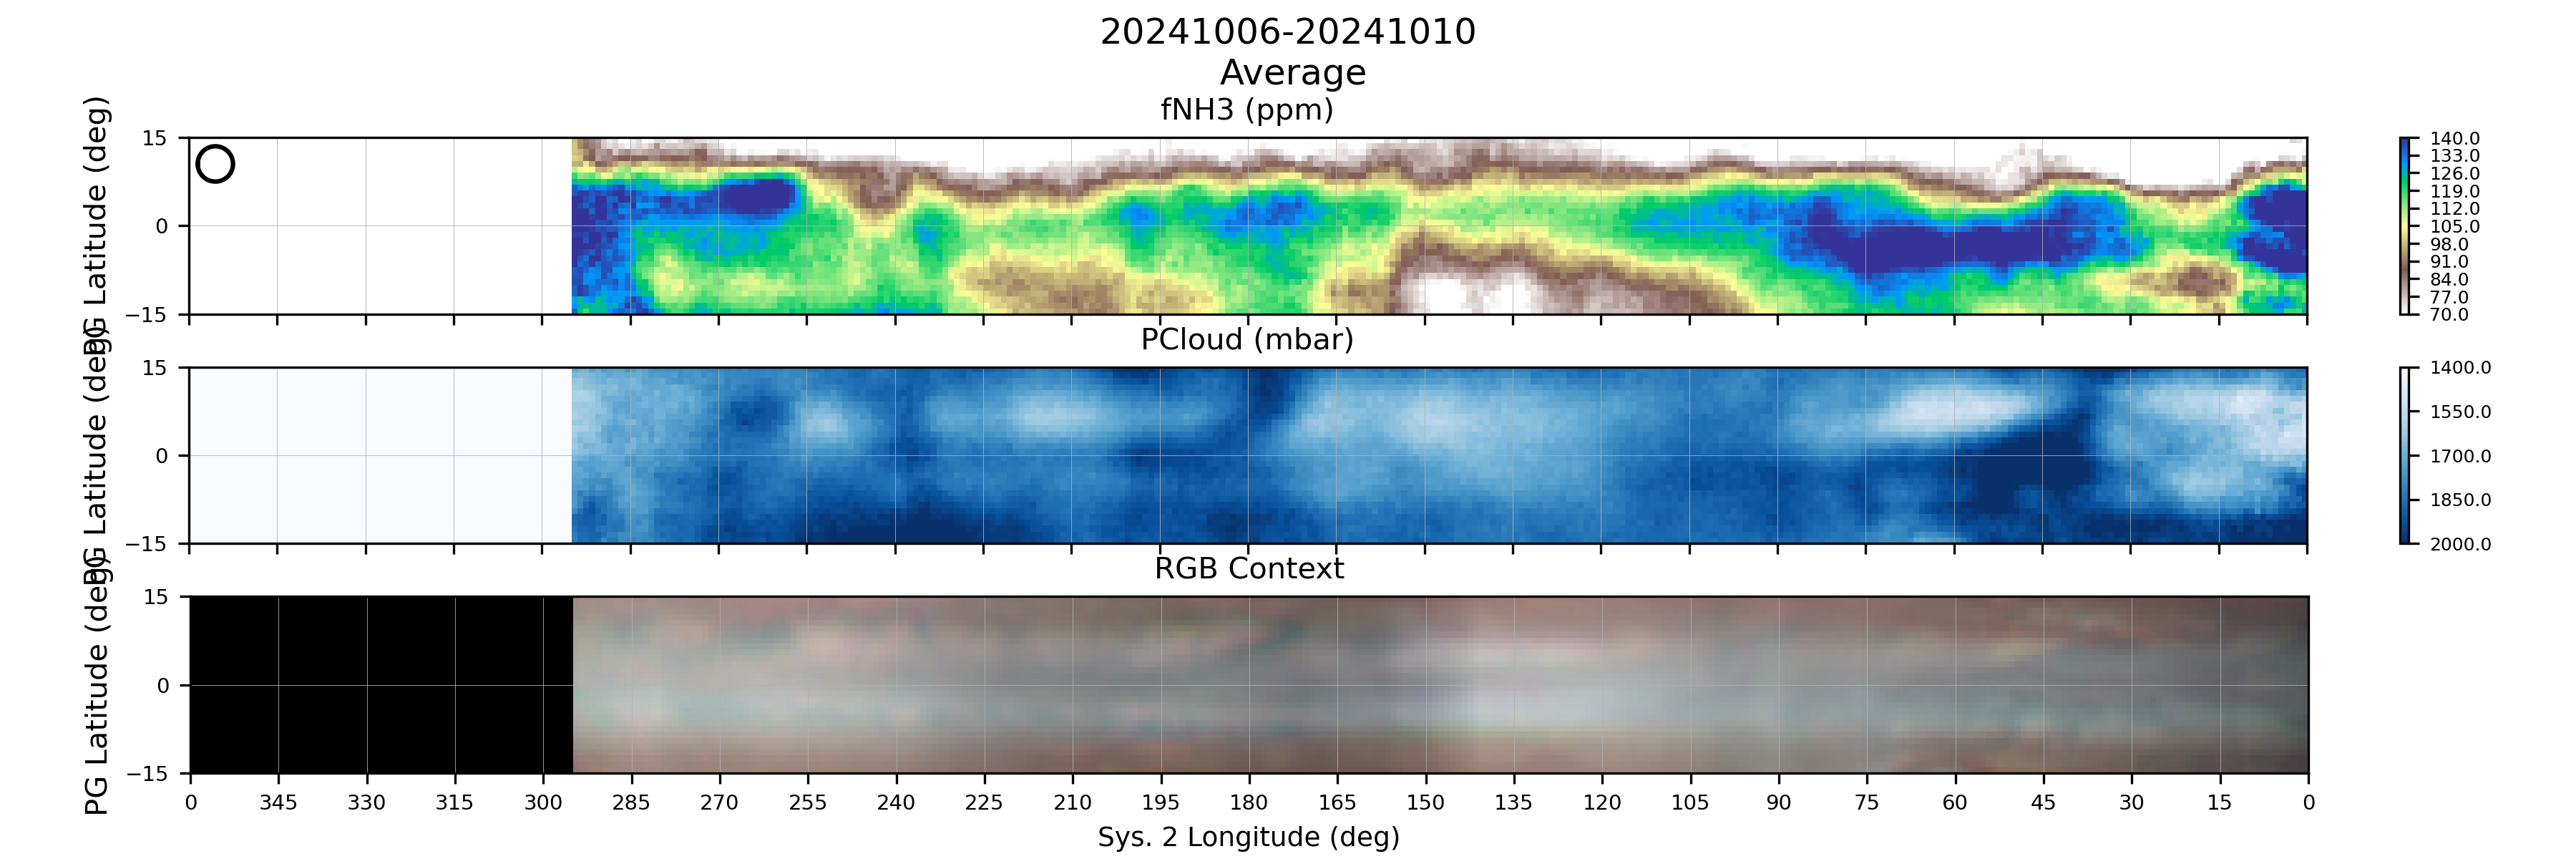 20241006-20241010
Average
fNH3 (ppm)
PG Latitude (deg)
15
0
−15
140.0
133.0
126.0
119.0
112.0
105.0
98.0
91.0
84.0
77.0
70.0
PCloud (mbar)
PG Latitude (deg)
15
0
−15
1400.0
1550.0
1700.0
1850.0
2000.0
RGB Context
PG Latitude (deg)
15
0
−15
0 345 330 315 300 285 270 255 240 225 210 195 180 165 150 135 120 105 90 75 60 45 30 15 0
Sys. 2 Longitude (deg)